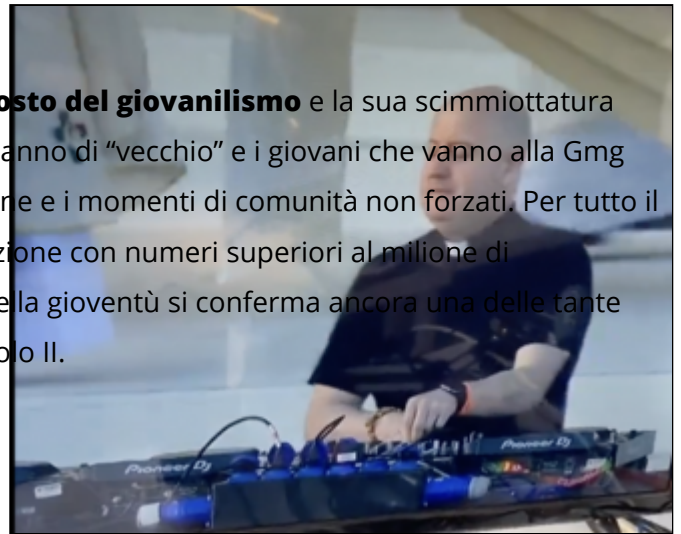 osto del giovanilismo e la sua scimmiottatura
anno di “vecchio” e i giovani che vanno alla Gmg
ne e i momenti di comunità non forzati. Per tutto il
zione con numeri superiori al milione di
ella gioventù si conferma ancora una delle tante
olo II.
Pioneer Dj
Pioneer Dj